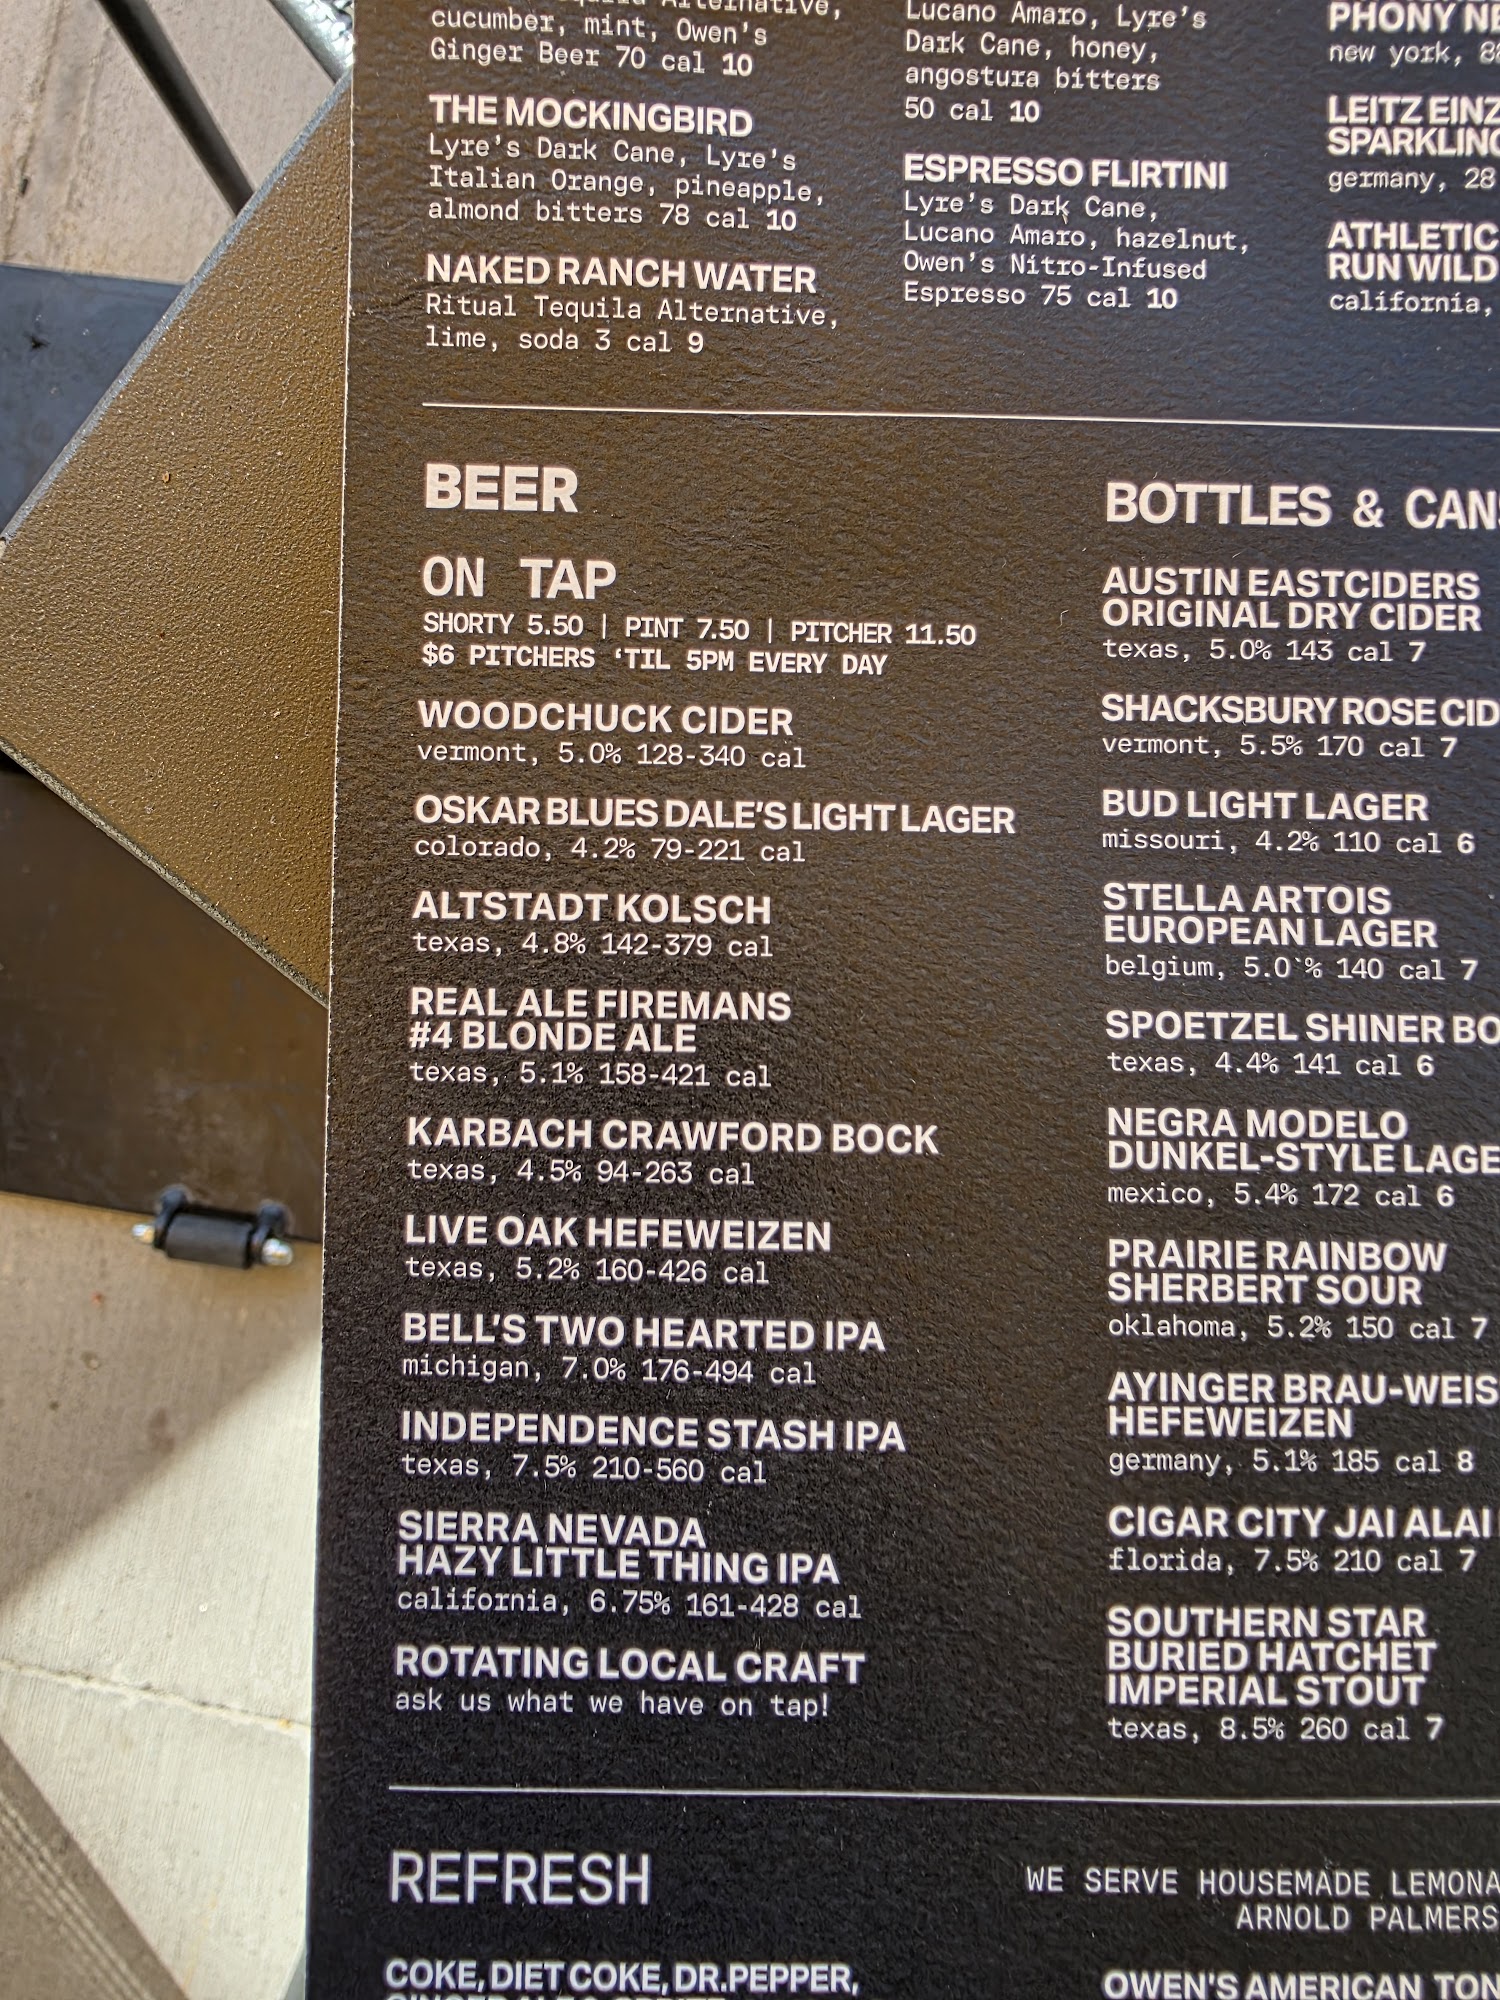 cucumber, mint, Owen's
Ginger Beer 70 cal 10
THE MOCKINGBIRD
Lyre's Dark Cane, Lyre's
Italian Orange, pineapple,
almond bitters 78 cal 10
NAKED RANCH WATER
Ritual Tequila Alternative,
lime, soda 3 cal 9
Lucano Amaro, Lyre's
Dark Cane, honey,
angostura bitters
50 cal 10
ESPRESSO FLIRTINI
Lyre's Dark Cane,
Lucano Amaro, hazelnut,
Owen's Nitro-Infused
Espresso 75 cal 10
PHONY
new york,
LEITZ
germany, 28
ATHLETIC
RUN WILD
california,
BEER
ON TAP
SHORTY 5.50 | PINT 7.50 | PITCHER 11.50
$6 PITCHERS ‘TIL 5PM EVERY DAY
WOODCHUCK CIDER
vermont, 5.0% 128-340 cal
OSKAR BLUES DALE'S LIGHT LAGER
colorado, 4.2% 79-221 cal
ALTSTADT KOLSCH
texas, 4.8% 142-379 cal
REAL ALE FIREMANS
#4 BLONDE ALE
texas, 5.1% 158-421 cal
KARBACH CRAWFORD BOCK
texas, 4.5% 94-263 cal
LIVE OAK HEFEWEIZEN
texas, 5.2% 160-426 cal
BELL'S TWO HEARTED IPA
michigan, 7.0% 176-494 cal
INDEPENDENCE STASH IPA
texas, 7.5% 210-560 cal
SIERRA NEVADA
HAZY LITTLE THING IPA
california, 6.75% 161-428 cal
ROTATING LOCAL CRAFT
ask us what we have on tap!
BOTTLES &
AUSTIN EASTCIDERS
ORIGINAL DRY CIDER
texas, 5.0% 143 cal 7
SHACKSBURY ROSE
vermont, 5.5% 170 cal 7
BUD LIGHT LAGER
missouri, 4.2% 110 cal 6
STELLA ARTOIS
EUROPEAN LAGER
belgium, 5.0`% 140 cal 7
SPOETZEL SHINER
texas, 4.4% 141 cal 6
NEGRA MODELO
DUNKEL-STYLE
mexico, 5.4% 172 cal 6
PRAIRIE RAINBOW
SHERBERT SOUR
oklahoma, 5.2% 150 cal 7
AYINGER
HEFEWEIZEN
germany, 5.1% 185 cal 8
CIGAR CITY JAI ALAI
florida, 7.5% 210 cal 7
SOUTHERN STAR
BURIED HATCHET
IMPERIAL STOUT
texas, 8.5% 260 cal 7
REFRESH
WE SERVE HOUSEMADE
ARNOLD PALMERS
COKE, DIET COKE, DR. PEPPER,
OWEN'S AMERICAN